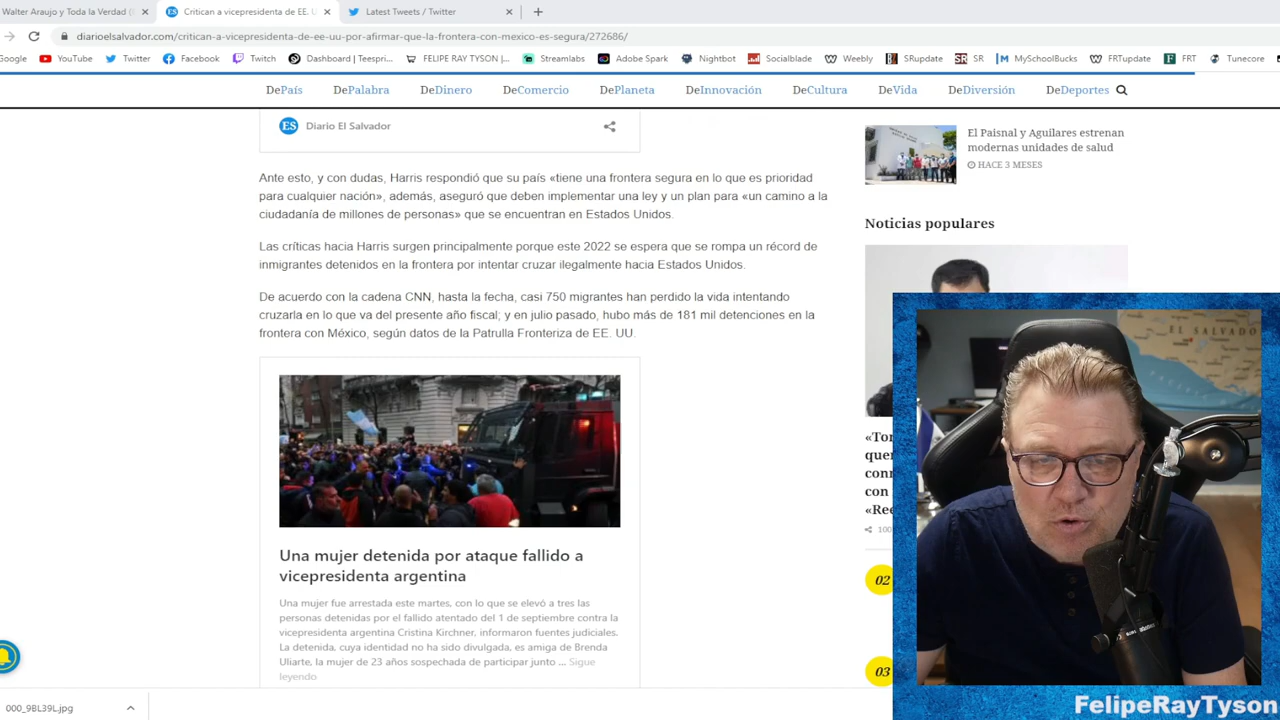 Walter Araujo y Toda la Verdad (
Critican a vicepresidenta de EE. U
Latest Tweets / Twitter
diarioelsalvador.com/critican-a-vicepresidenta-de-ee-uu-por-afirmar-que-la-frontera-con-mexico-es-segura/272686/
Google YouTube Twitter Facebook Twitch Dashboard | Teespri... FELIPE RAY TYSON |... Streamlabs Adobe Spark Nightbot Socialblade Weebly SRupdate SR MySchoolBucks FRTupdate FRT Tunecore
DePaís DePalabra DeDinero DeComercio DePlaneta DeInnovación DeCultura DeVida DeDiversión DeDeportes
ES Diario El Salvador
Ante esto, y con dudas, Harris respondió que su país «tiene una frontera segura en lo que es prioridad
para cualquier nación», además, aseguró que deben implementar una ley y un plan para «un camino a la
ciudadanía de millones de personas» que se encuentran en Estados Unidos.
Las críticas hacia Harris surgen principalmente porque este 2022 se espera que se rompa un récord de
inmigrantes detenidos en la frontera por intentar cruzar ilegalmente hacia Estados Unidos.
De acuerdo con la cadena CNN, hasta la fecha, casi 750 migrantes han perdido la vida intentando
cruzarla en lo que va del presente año fiscal; y en julio pasado, hubo más de 181 mil detenciones en la
frontera con México, según datos de la Patrulla Fronteriza de EE. UU.
Una mujer detenida por ataque fallido a
vicepresidenta argentina
Una mujer fue arrestada este martes, con lo que se elevó a tres las
personas detenidas por el fallido atentado del 1 de septiembre contra la
vicepresidenta argentina Cristina Kirchner, informaron fuentes judiciales.
La detenida, cuya identidad no ha sido divulgada, es amiga de Brenda
Uliarte, la mujer de 23 años sospechada de participar junto ... Sigue
leyendo
El Paisnal y Aguilares estrenan
modernas unidades de salud
HACE 3 MESES
Noticias populares
«Tor
quer
conn
con
«Ree
100
02
03
EL SALVADOR
000_9BL39L.jpg
FelipeRayTyson